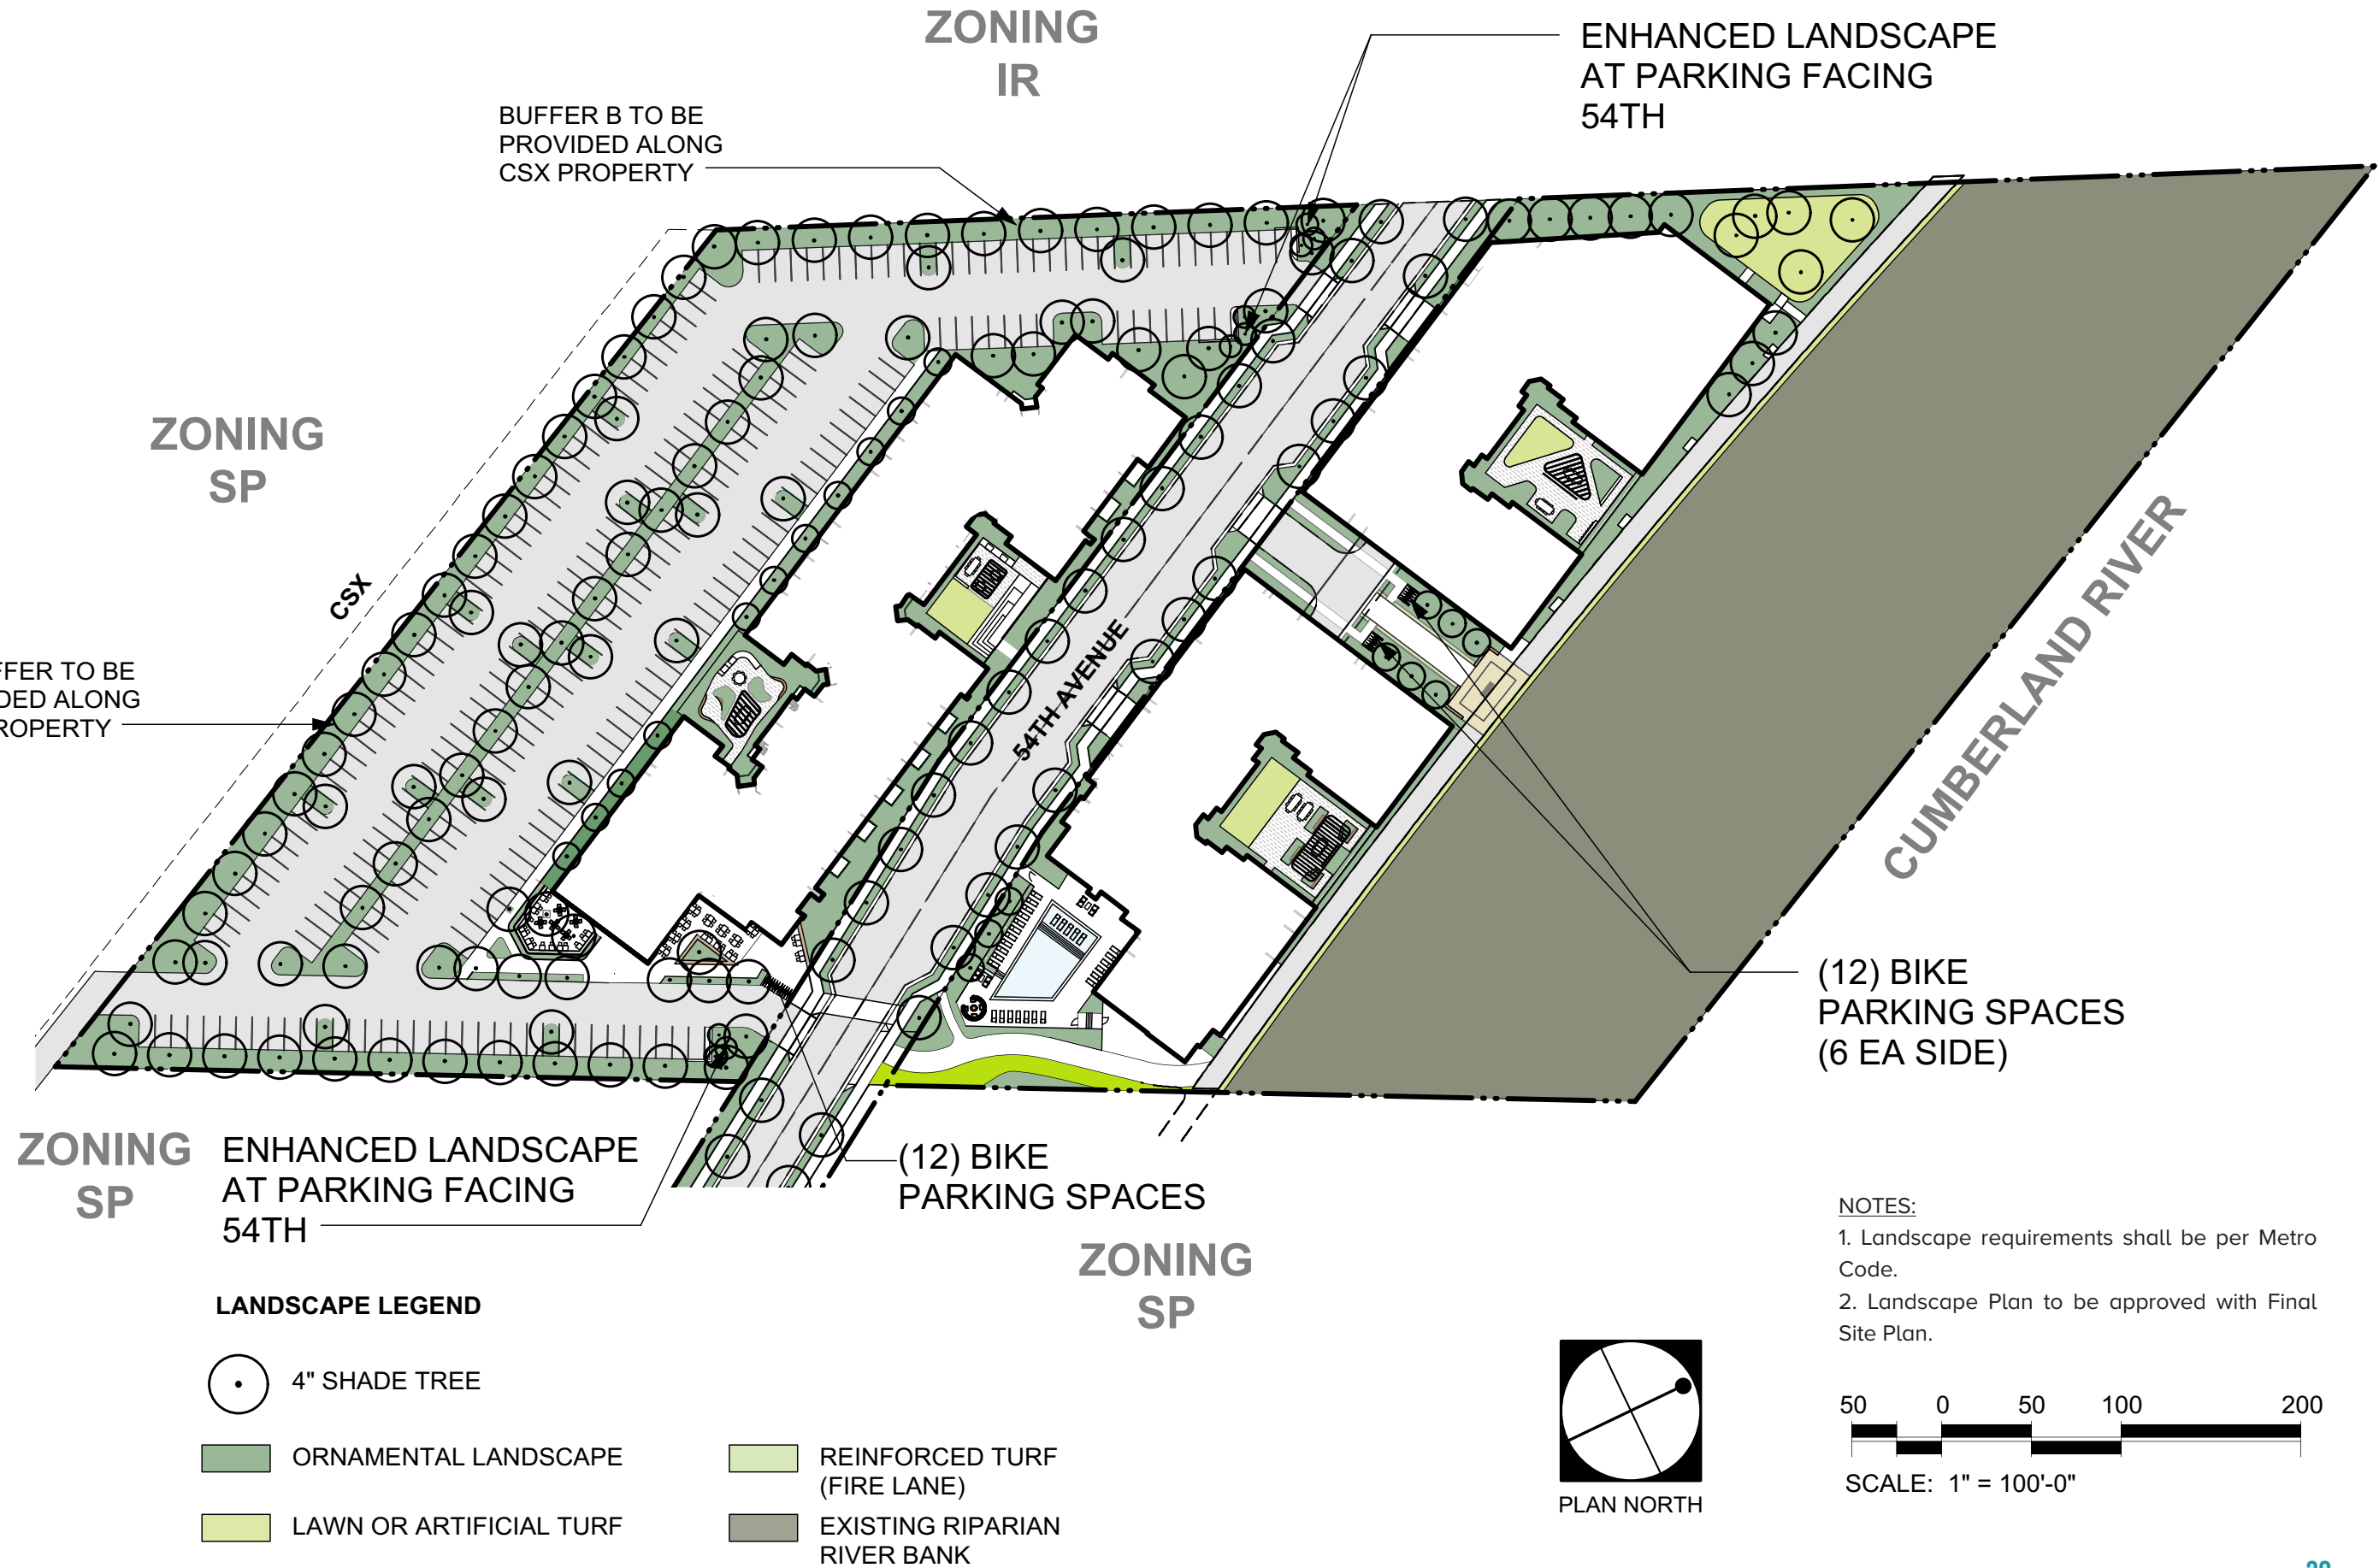 ZONING
IR
ENHANCED LANDSCAPE
AT PARKING FACING
54TH
BUFFER B TO BE
PROVIDED ALONG
CSX PROPERTY
ZONING
SP
CSX
FFER TO BE
DED ALONG
ROPERTY
54TH AVENUE
CUMBERLAND RIVER
(12) BIKE
PARKING SPACES
(6 EA SIDE)
ZONING
SP
ENHANCED LANDSCAPE
AT PARKING FACING
54TH
(12) BIKE
PARKING SPACES
ZONING
SP
NOTES:
1. Landscape requirements shall be per Metro
Code.
2. Landscape Plan to be approved with Final
Site Plan.
LANDSCAPE LEGEND
4" SHADE TREE
ORNAMENTAL LANDSCAPE
LAWN OR ARTIFICIAL TURF
REINFORCED TURF
(FIRE LANE)
EXISTING RIPARIAN
RIVER BANK
PLAN NORTH
50 0 50 100 200
SCALE: 1" = 100'-0"